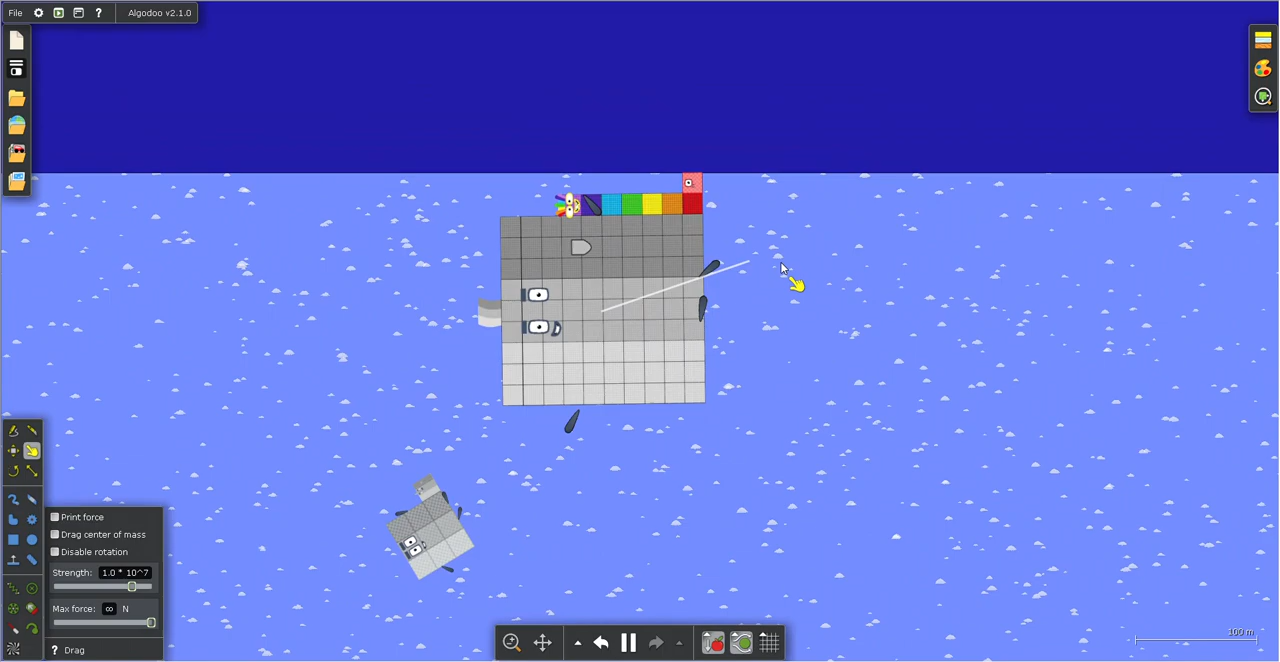 File
?
Algodoo v2.1.0
Print force
Drag center of mass
Disable rotation
Strength: 1.0 * 10^7
Max force: ∞ N
? Drag
100 m